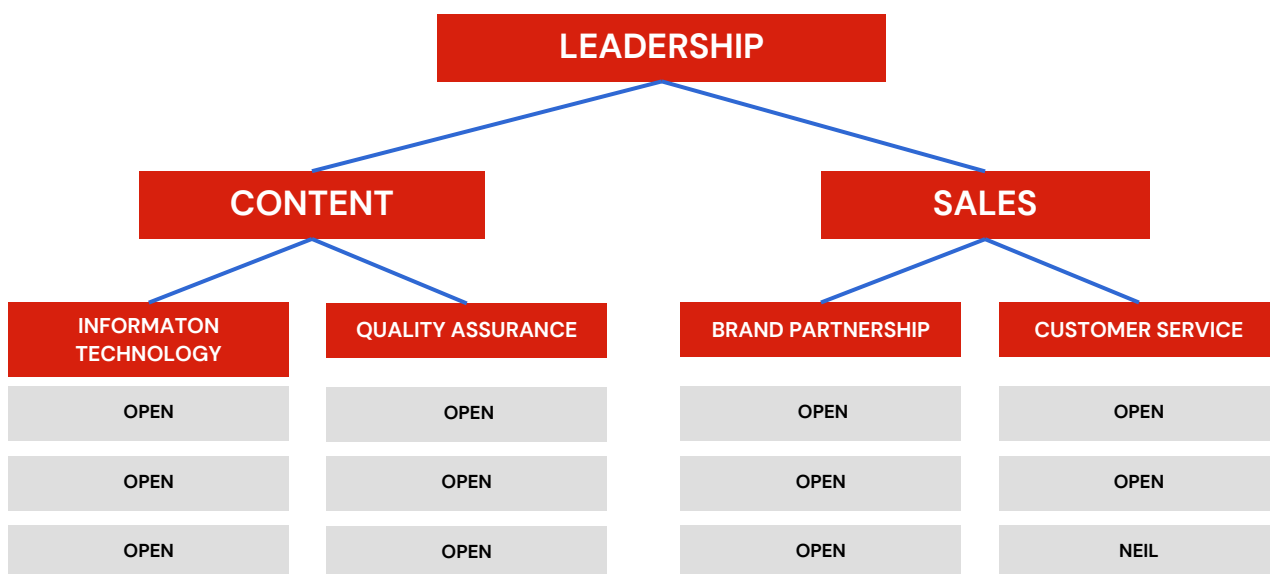 LEADERSHIP
CONTENT
SALES
INFORMATON
TECHNOLOGY
QUALITY ASSURANCE
BRAND PARTNERSHIP
CUSTOMER SERVICE
OPEN
OPEN
OPEN
OPEN
OPEN
OPEN
OPEN
OPEN
OPEN
OPEN
OPEN
NEIL